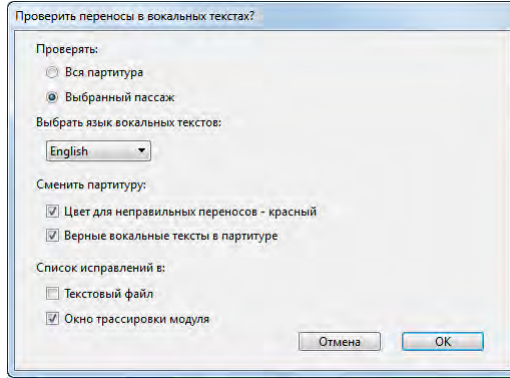 Проверить переносы в вокальных текстах?
Проверять:
Вся партитура
Выбранный пассаж
Выбрать язык вокальных текстов:
English
Сменить партитуру:
Цвет для неправильных переносов - красный
Верные вокальные тексты в партитуре
Список исправлений в:
Текстовый файл
Окно трассировки модуля
Отмена OK